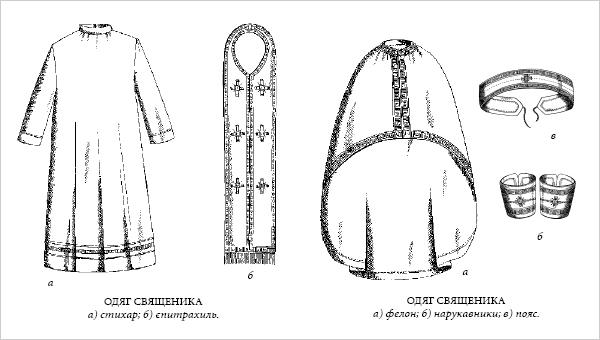 а
б
ОДЯГ СВЯЩЕНИКА
а) стихар; б) єпитрахиль.
в
б
а
ОДЯГ СВЯЩЕНИКА
а) фелон; б) нарукавники; в) пояс.